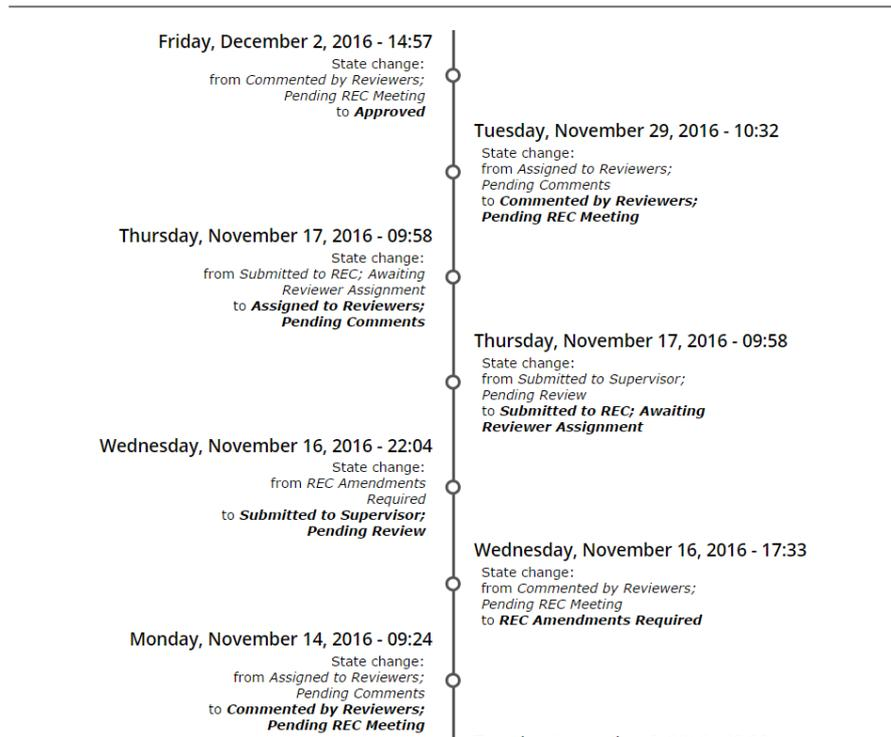 Friday, December 2, 2016 - 14:57
State change:
from Commented by Reviewers;
Pending REC Meeting
to Approved
Tuesday, November 29, 2016 - 10:32
State change:
from Assigned to Reviewers;
Pending Comments
to Commented by Reviewers;
Pending REC Meeting
Thursday, November 17, 2016 - 09:58
State change:
from Submitted to REC; Awaiting
Reviewer Assignment
to Assigned to Reviewers;
Pending Comments
Thursday, November 17, 2016 - 09:58
State change:
from Submitted to Supervisor;
Pending Review
to Submitted to REC; Awaiting
Reviewer Assignment
Wednesday, November 16, 2016 - 22:04
State change:
from REC Amendments
Required
to Submitted to Supervisor;
Pending Review
Wednesday, November 16, 2016 - 17:33
State change:
from Commented by Reviewers;
Pending REC Meeting
to REC Amendments Required
Monday, November 14, 2016 - 09:24
State change:
from Assigned to Reviewers;
Pending Comments
to Commented by Reviewers;
Pending REC Meeting